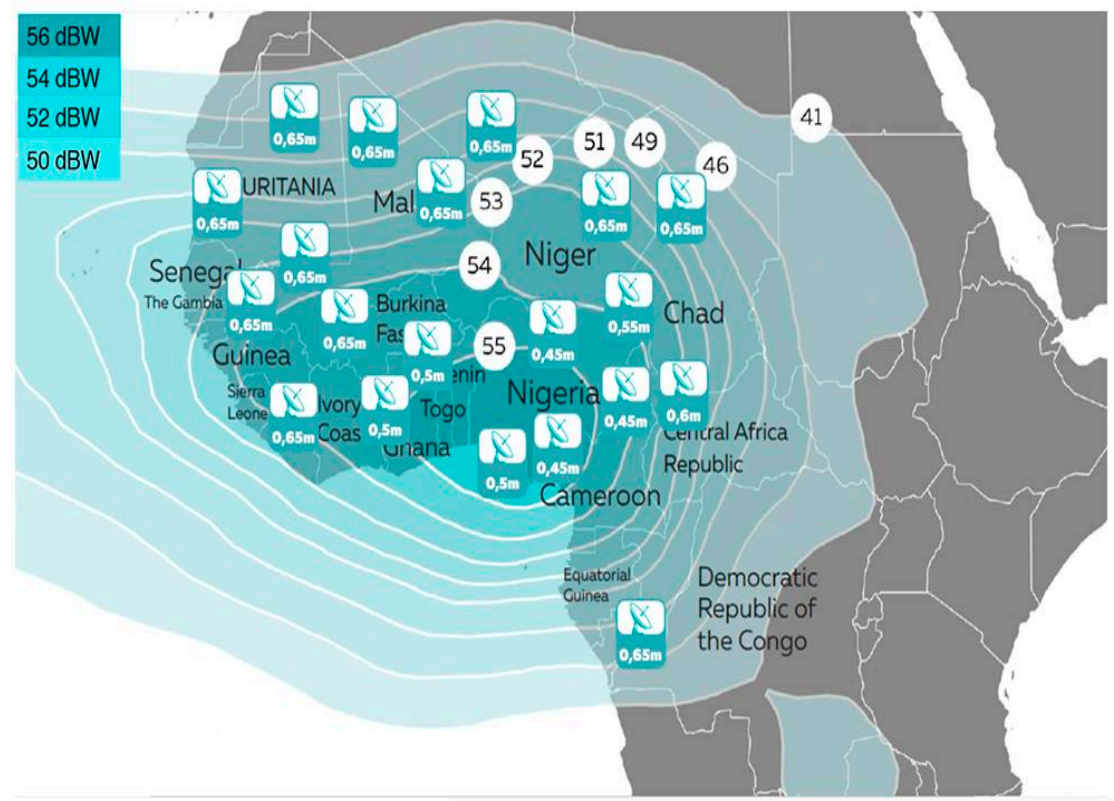 56 dBW
54 dBW
52 dBW
50 dBW
41
51
49
52
46
0,65m
0,65m
0,65m
URITANIA
Mal
0,65m
53
0,65m
0,65m
0,65m
Niger
0,65m
54
Senegal
The Gambia
0,65m
Burkina
Fas
0,65m
0,55m
Chad
0,45m
55
Guinea
0,5m
enin
Sierra
Leone
0,65m
Ivory
Coas
0,5m
Togo
Ghana
Nigeria
0,45m
0,6m
Central Africa
Republic
0,5m
0,45m
Cameroon
Equatorial
Guinea
Democratic
Republic of
the Congo
0,65m